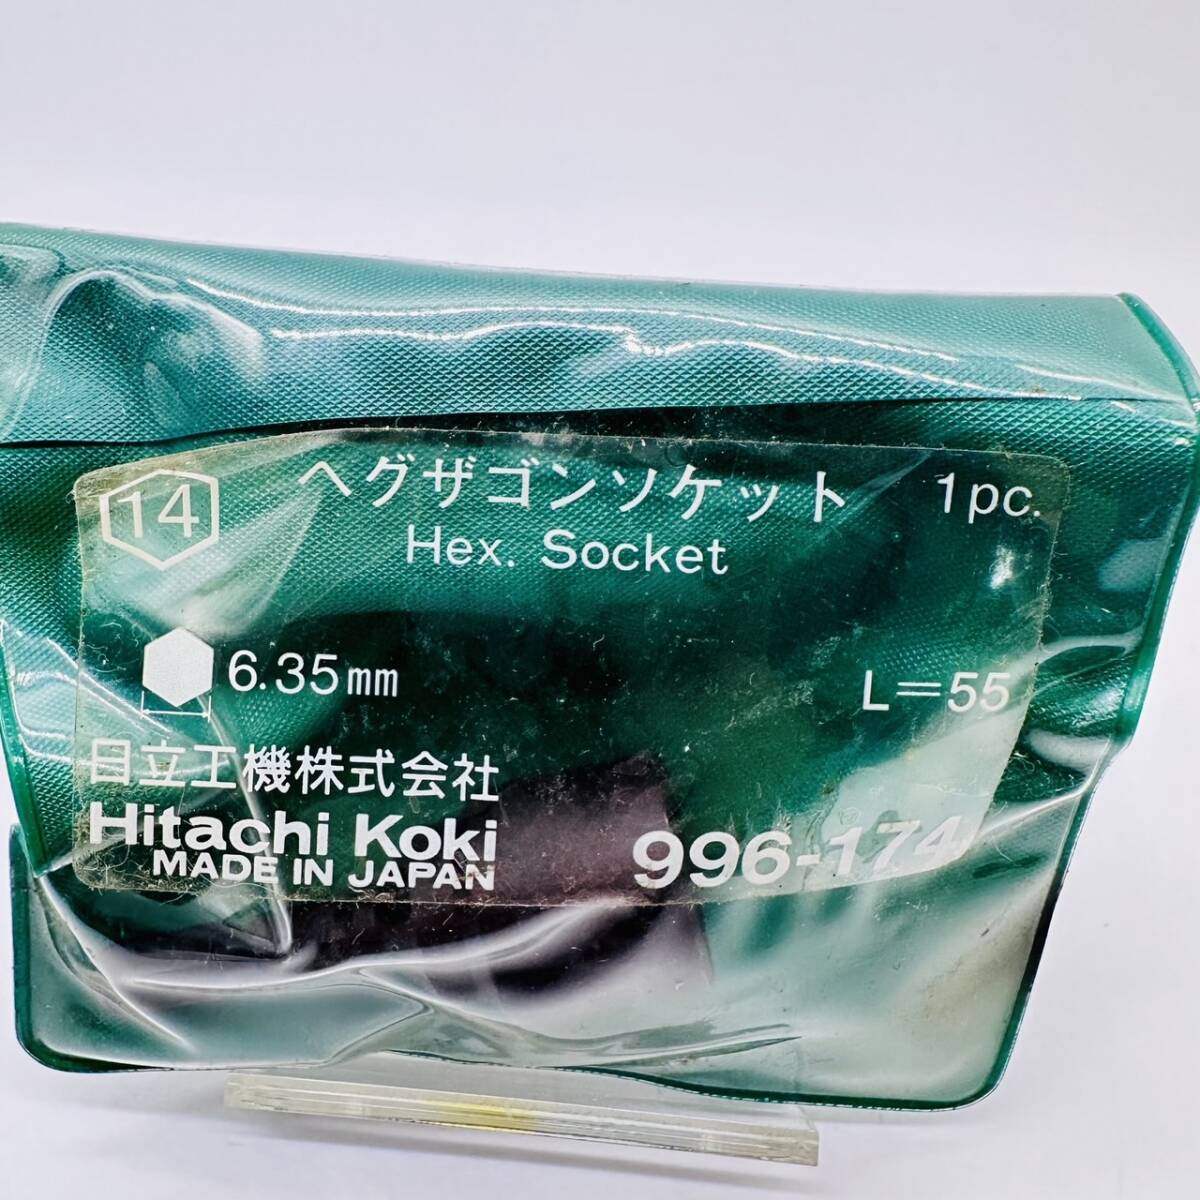 14 ヘグザゴンソケット 1pc.
Hex. Socket
6.35mm L=55
日立工機株式会社
Hitachi Koki
MADE IN JAPAN
996-174